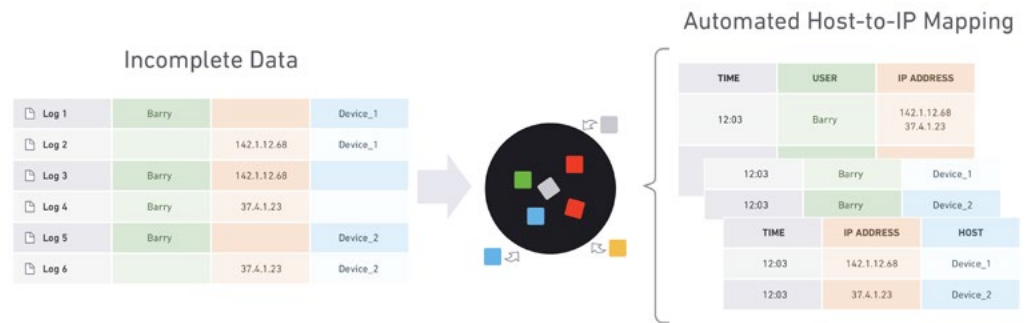 Automated Host-to-IP Mapping
Incomplete Data
Log 1 Barry Device_1
Log 2 142.1.12.68 Device_1
Log 3 Barry 142.1.12.68
Log 4 Barry 37.4.1.23
Log 5 Barry Device_2
Log 6 37.4.1.23 Device_2
TIME USER IP ADDRESS
12:03 Barry 142.1.12.68
37.4.1.23
12:03 Barry Device_1
12:03 Barry Device_2
TIME IP ADDRESS HOST
12:03 142.1.12.68 Device_1
12:03 37.4.1.23 Device_2